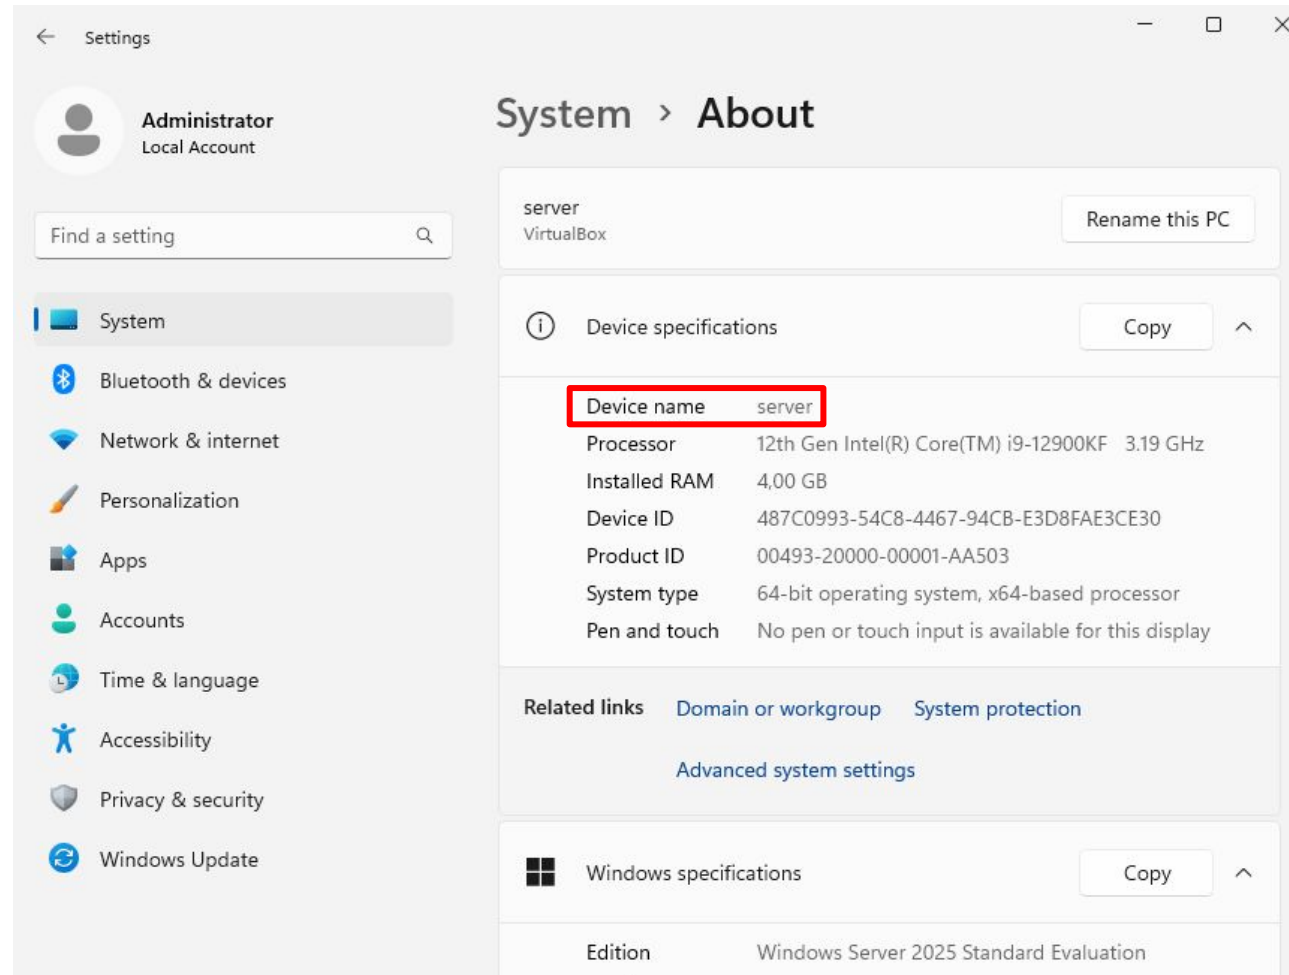 Settings
Administrator
Local Account
Find a setting
System
Bluetooth & devices
Network & internet
Personalization
Apps
Accounts
Time & language
Accessibility
Privacy & security
Windows Update
System > About
server
VirtualBox
Rename this PC
Device specifications
Copy
Device name server
Processor 12th Gen Intel(R) Core(TM) i9-12900KF 3.19 GHz
Installed RAM 4,00 GB
Device ID 487C0993-54C8-4467-94CB-E3D8FAE3CE30
Product ID 00493-20000-00001-AA503
System type 64-bit operating system, x64-based processor
Pen and touch No pen or touch input is available for this display
Related links Domain or workgroup System protection
Advanced system settings
Windows specifications
Copy
Edition Windows Server 2025 Standard Evaluation